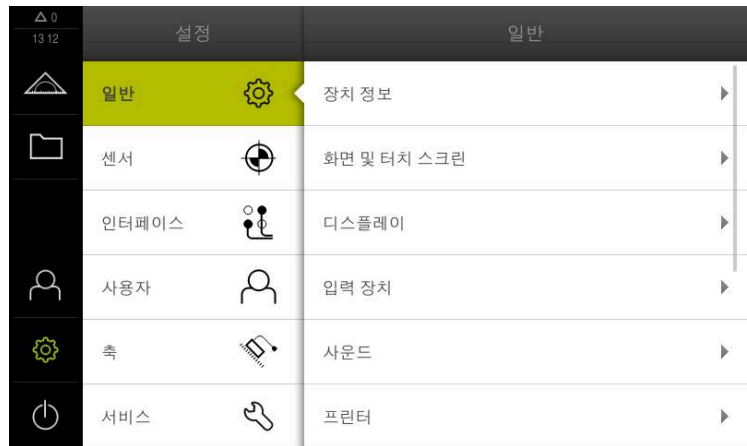 0
13 12
설정
일반
일반
센서
인터페이스
사용자
축
서비스
장치 정보
화면 및 터치 스크린
디스플레이
입력 장치
사운드
프린터